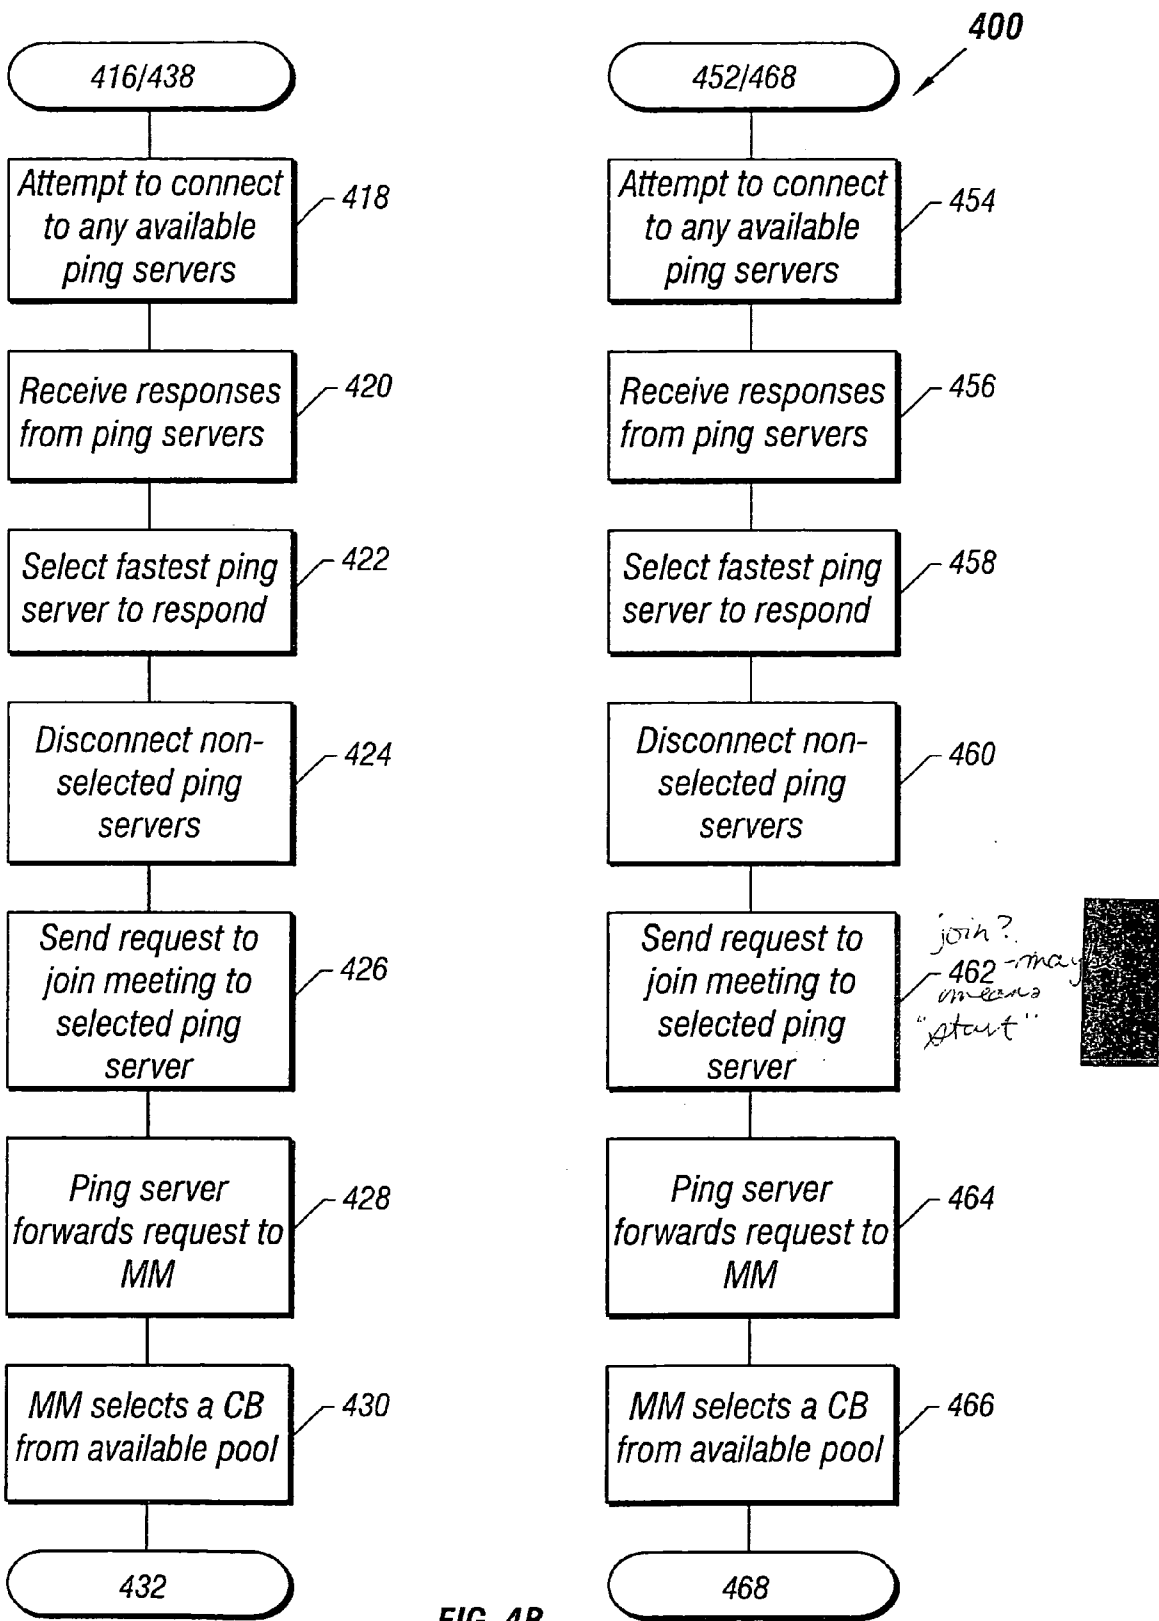 400
416/438
Attempt to connect
to any available
ping servers
418
Receive responses
from ping servers
420
Select fastest ping
server to respond
422
Disconnect non-
selected ping
servers
424
Send request to
join meeting to
selected ping
server
426
Ping server
forwards request to
MM
428
MM selects a CB
from available pool
430
432
452/468
Attempt to connect
to any available
ping servers
454
Receive responses
from ping servers
456
Select fastest ping
server to respond
458
Disconnect non-
selected ping
servers
460
Send request to
join meeting to
selected ping
server
462
join?
-may
means
"start"
Ping server
forwards request to
MM
464
MM selects a CB
from available pool
466
468
FIG. 4B